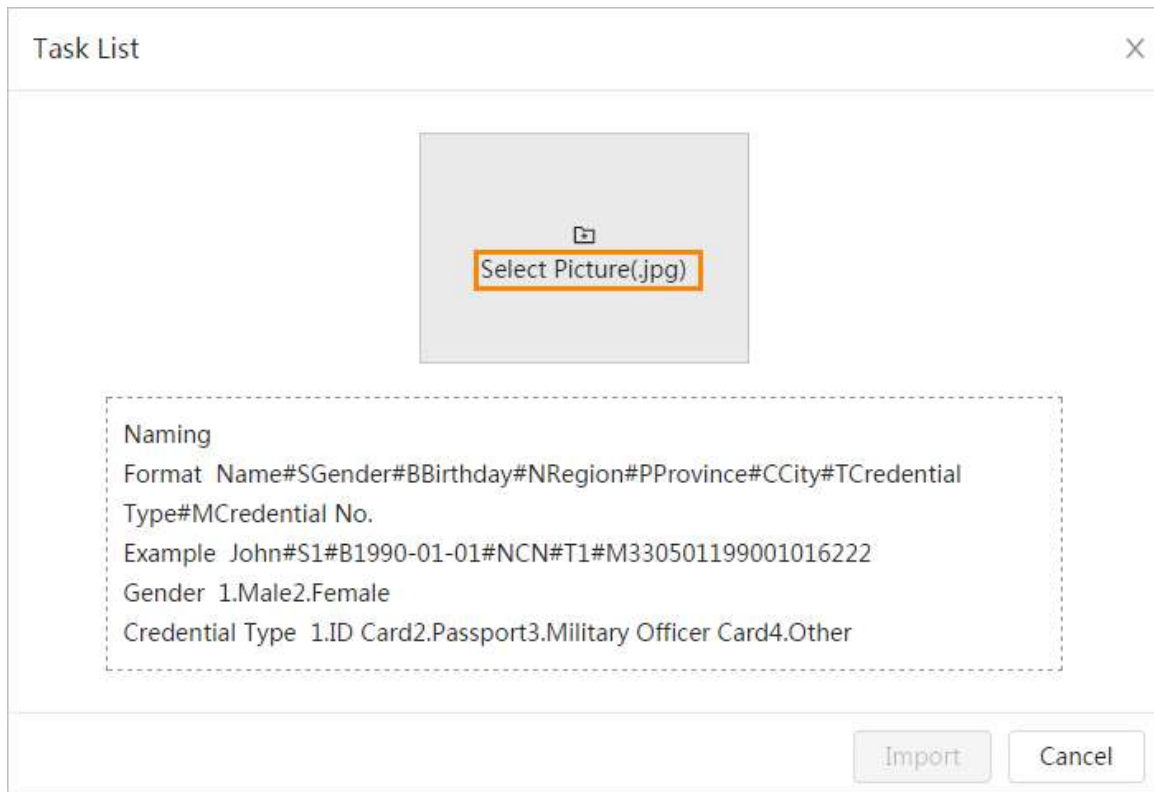 Task List
X
Select Picture(.jpg)
Naming
Format  Name#SGender#BBirthday#NRegion#PProvince#CCity#TCredential
Type#MCredential No.
Example  John#S1#B1990-01-01#NCN#T1#M330501199001016222
Gender  1.Male2.Female
Credential Type  1.ID Card2.Passport3.Military Officer Card4.Other
Import
Cancel